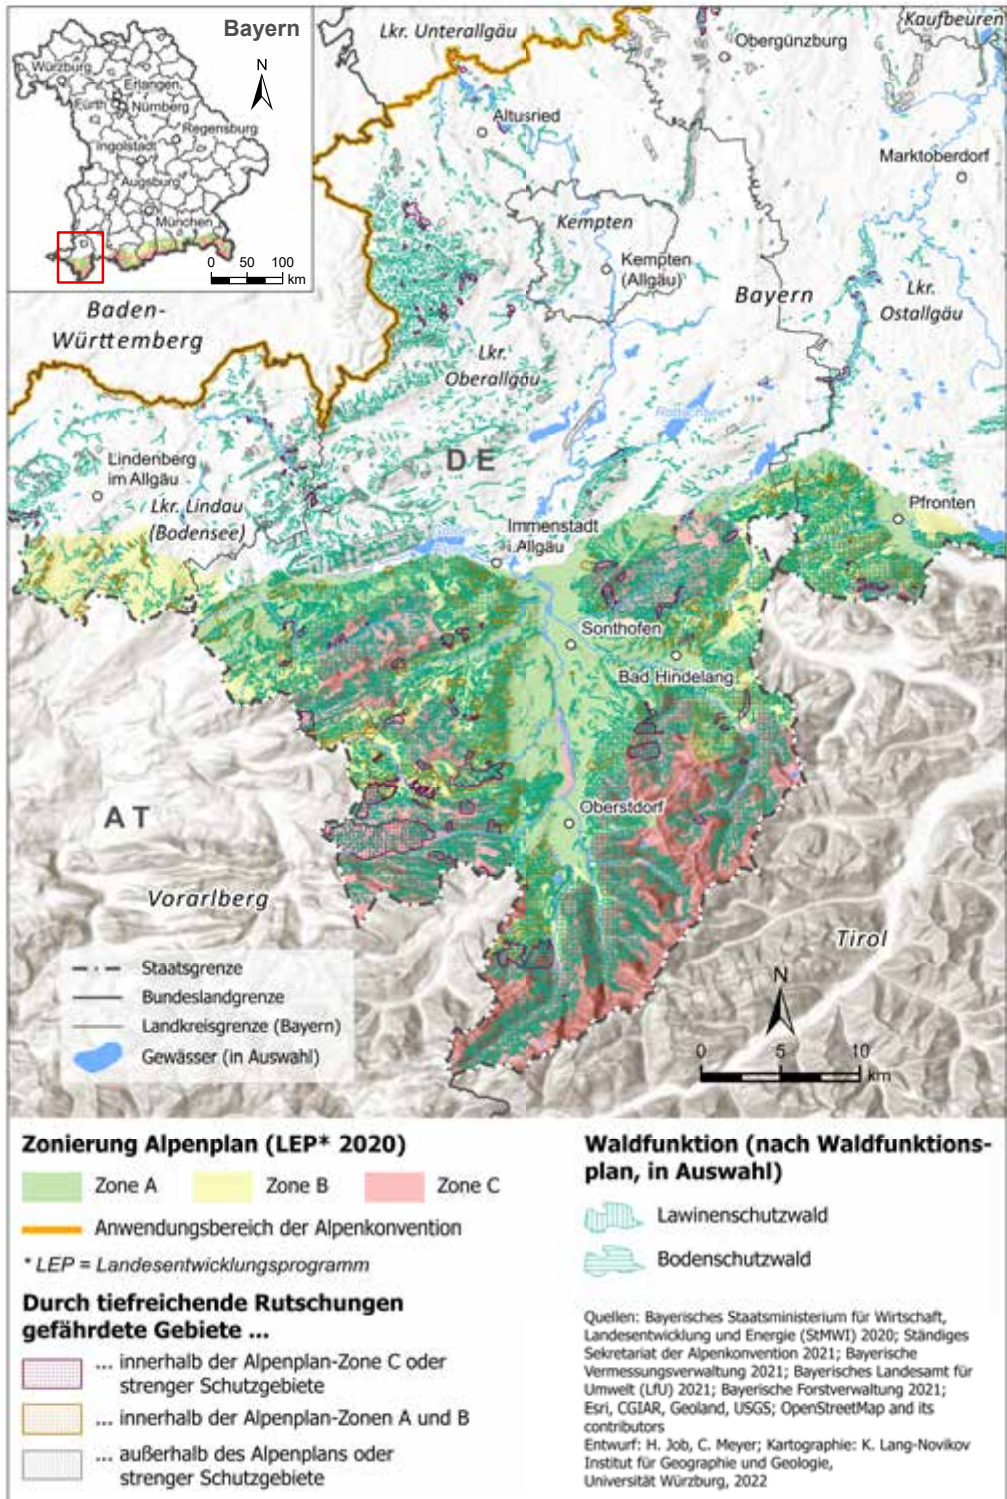 Bayern
N
Würzburg
Erlangen
Fürth
Nürnberg
Regensburg
Ingolstadt
Augsburg
München
0 50 100
km
Lkr. Unterallgäu
Kaufbeuren
Obergünzburg
Altusried
Marktoberdorf
Kempten
Kempten
(Allgäu)
Bayern
Lkr.
Ostallgäu
Baden-
Württemberg
Lkr.
Oberallgäu
DE
Lindenberg
im Allgäu
Lkr. Lindau
(Bodensee)
Immenstadt
i. Allgäu
Pfronten
Sonthofen
Bad Hindelang
Oberstdorf
AT
Vorarlberg
Tirol
Staatsgrenze
Bundeslandgrenze
Landkreisgrenze (Bayern)
Gewässer (in Auswahl)
N
0 5 10
km
Zonierung Alpenplan (LEP* 2020)
Zone A Zone B Zone C
Anwendungsbereich der Alpenkonvention
* LEP = Landesentwicklungsprogramm
Durch tiefreichende Rutschungen
gefährdete Gebiete ...
... innerhalb der Alpenplan-Zone C oder
strenger Schutzgebiete
... innerhalb der Alpenplan-Zonen A und B
... außerhalb des Alpenplans oder
strenger Schutzgebiete
Waldfunktion (nach Waldfunktions-
plan, in Auswahl)
Lawinenschutzwald
Bodenschutzwald
Quellen: Bayerisches Staatsministerium für Wirtschaft,
Landesentwicklung und Energie (StMWI) 2020; Ständiges
Sekretariat der Alpenkonvention 2021; Bayerische
Vermessungsverwaltung 2021; Bayerisches Landesamt für
Umwelt (LfU) 2021; Bayerische Forstverwaltung 2021;
Esri, CGIAR, Geoland, USGS; OpenStreetMap and its
contributors
Entwurf: H. Job, C. Meyer; Kartographie: K. Lang-Novikov
Institut für Geographie und Geologie,
Universität Würzburg, 2022